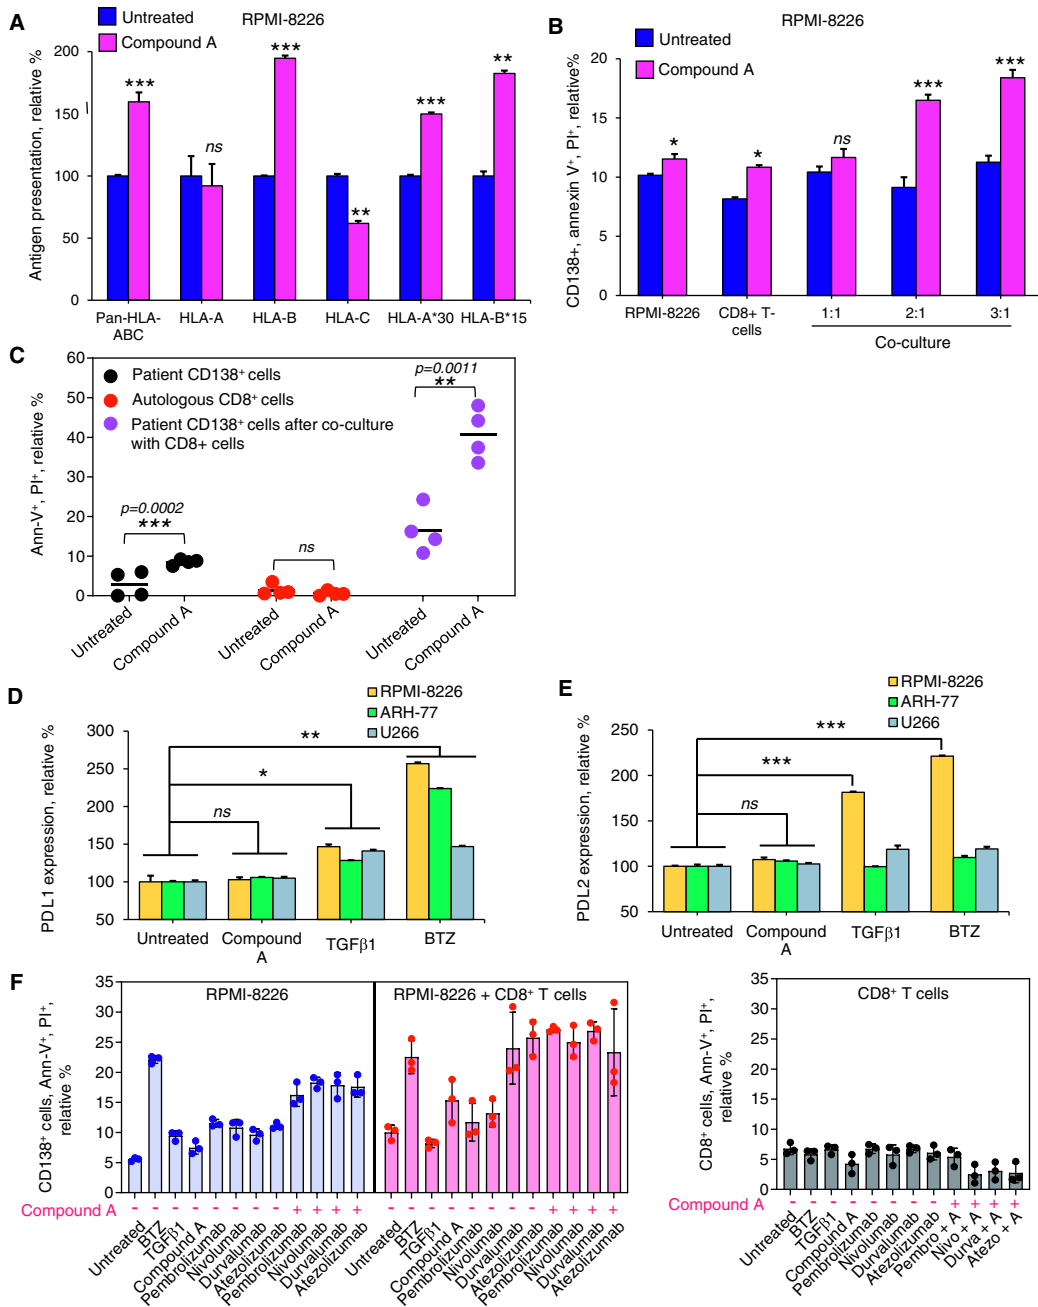 A
Untreated
Compound A
RPMI-8226
Antigen presentation, relative %
200
150
100
50
0
***
ns
***
**
***
**
Pan-HLA-
ABC
HLA-A
HLA-B
HLA-C
HLA-A*30
HLA-B*15
B
RPMI-8226
Untreated
Compound A
CD138+, annexin V⁺, PI⁺, relative%
20
15
10
5
0
*
*
ns
***
***
RPMI-8226
CD8+ T-
cells
1:1
2:1
3:1
Co-culture
C
Ann-V⁺, PI⁺, relative %
60
50
40
30
20
10
0
Patient CD138⁺ cells
Autologous CD8⁺ cells
Patient CD138⁺ cells after co-culture
with CD8+ cells
p=0.0002
***
ns
p=0.0011
**
Untreated
Compound A
Untreated
Compound A
Untreated
Compound A
D
RPMI-8226
ARH-77
U266
PDL1 expression, relative %
300
250
200
150
100
50
**
*
ns
Untreated
Compound
A
TGFβ1
BTZ
E
RPMI-8226
ARH-77
U266
PDL2 expression, relative %
250
200
150
100
50
***
***
ns
Untreated
Compound
A
TGFβ1
BTZ
F
CD138⁺ cells, Ann-V⁺, PI⁺,
relative %
35
30
25
20
15
10
5
0
RPMI-8226
RPMI-8226 + CD8⁺ T cells
Compound A
- - - - - - - - + + + +
- - - - - - - - + + + +
Untreated
BTZ
TGFβ1
Compound A
Pembrolizumab
Nivolumab
Durvalumab
Atezolizumab
Pembrolizumab
Nivolumab
Durvalumab
Atezolizumab
Untreated
BTZ
TGFβ1
Compound A
Pembrolizumab
Nivolumab
Durvalumab
Atezolizumab
Pembrolizumab
Nivolumab
Durvalumab
Atezolizumab
CD8⁺ cells, Ann-V⁺, PI⁺,
relative %
35
30
25
20
15
10
5
0
CD8⁺ T cells
Compound A
- - - - - - - - + + + +
Untreated
BTZ
TGFβ1
Compound A
Pembrolizumab
Nivolumab
Durvalumab
Atezolizumab
Pembro + A
Nivo + A
Durva + A
Atezo + A